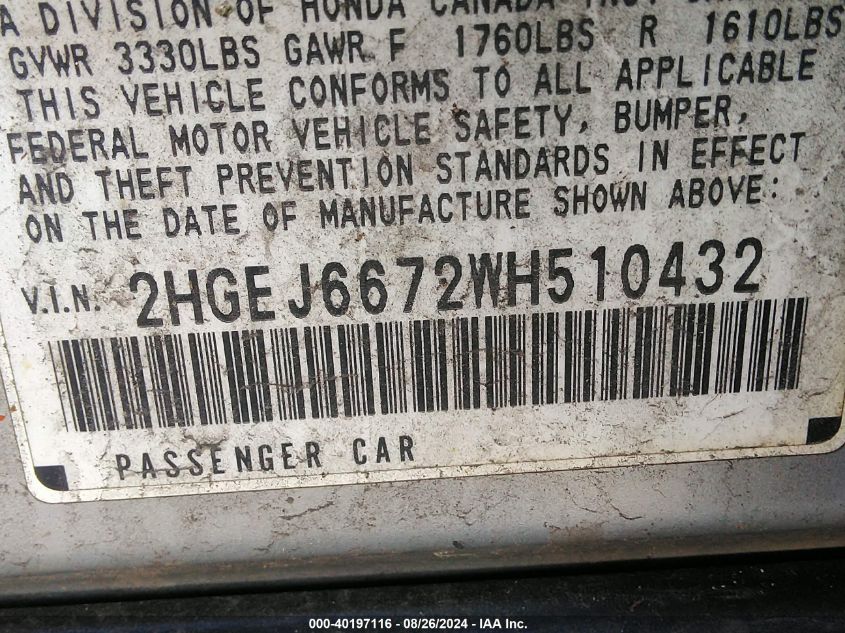 A DIVISION OF HONDA CANADA INC.
GVWR 3330LBS GAWR F 1760LBS R 1610LBS
THIS VEHICLE CONFORMS TO ALL APPLICABLE
FEDERAL MOTOR VEHICLE SAFETY, BUMPER,
AND THEFT PREVENTION STANDARDS IN EFFECT
ON THE DATE OF MANUFACTURE SHOWN ABOVE:
V.I.N. 2HGEJ6672WH510432
PASSENGER CAR
000-40197116 - 08/26/2024 - IAA Inc.